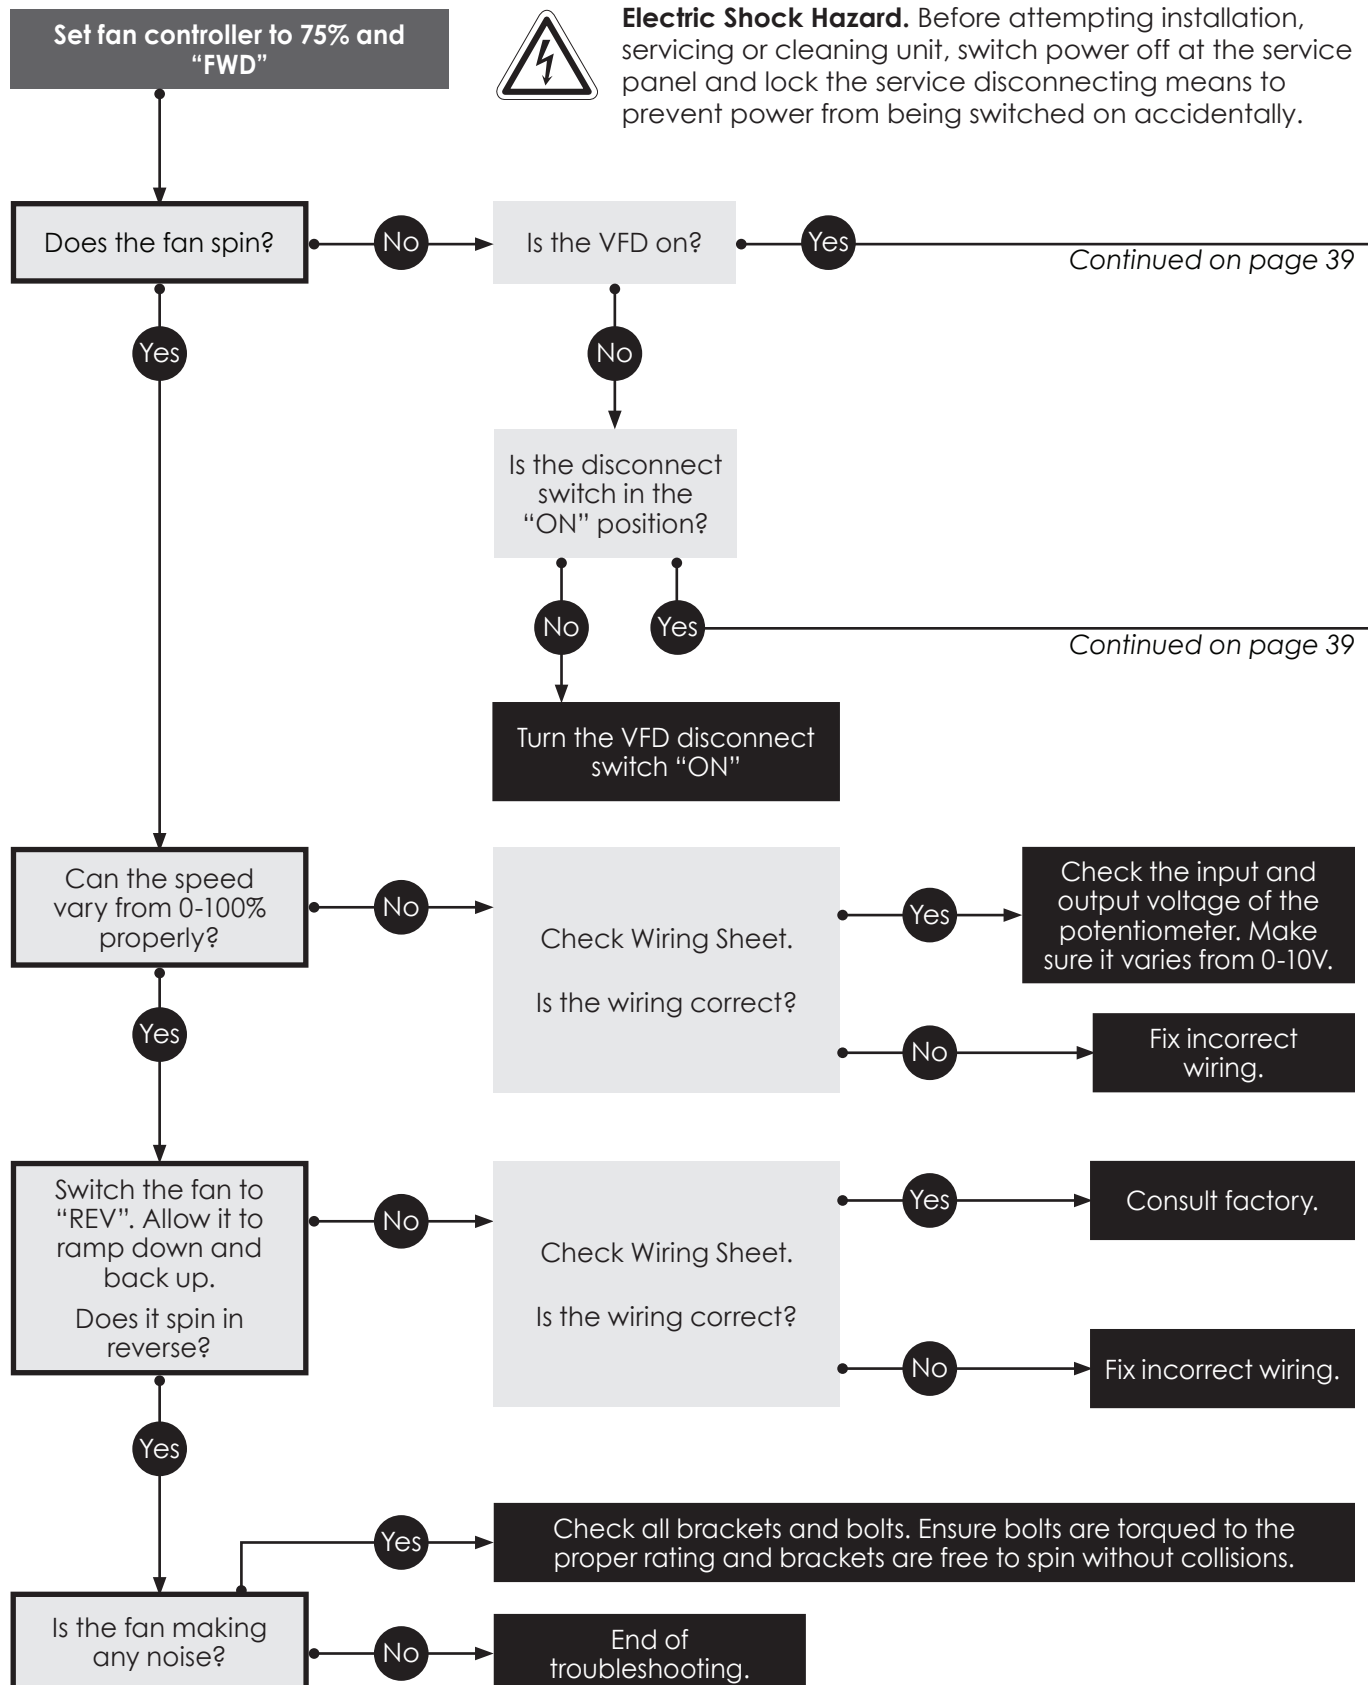 Set fan controller to 75% and
“FWD”
Electric Shock Hazard. Before attempting installation,
servicing or cleaning unit, switch power off at the service
panel and lock the service disconnecting means to
prevent power from being switched on accidentally.
Does the fan spin?
No
Is the VFD on?
Yes
Continued on page 39
Yes
No
Is the disconnect
switch in the
“ON” position?
No
Yes
Continued on page 39
Turn the VFD disconnect
switch “ON”
Can the speed
vary from 0-100%
properly?
No
Check Wiring Sheet.
Is the wiring correct?
Yes
Check the input and
output voltage of the
potentiometer. Make
sure it varies from 0-10V.
No
Fix incorrect
wiring.
Yes
Switch the fan to
“REV”. Allow it to
ramp down and
back up.
Does it spin in
reverse?
No
Check Wiring Sheet.
Is the wiring correct?
Yes
Consult factory.
No
Fix incorrect wiring.
Yes
Yes
Check all brackets and bolts. Ensure bolts are torqued to the
proper rating and brackets are free to spin without collisions.
Is the fan making
any noise?
No
End of
troubleshooting.